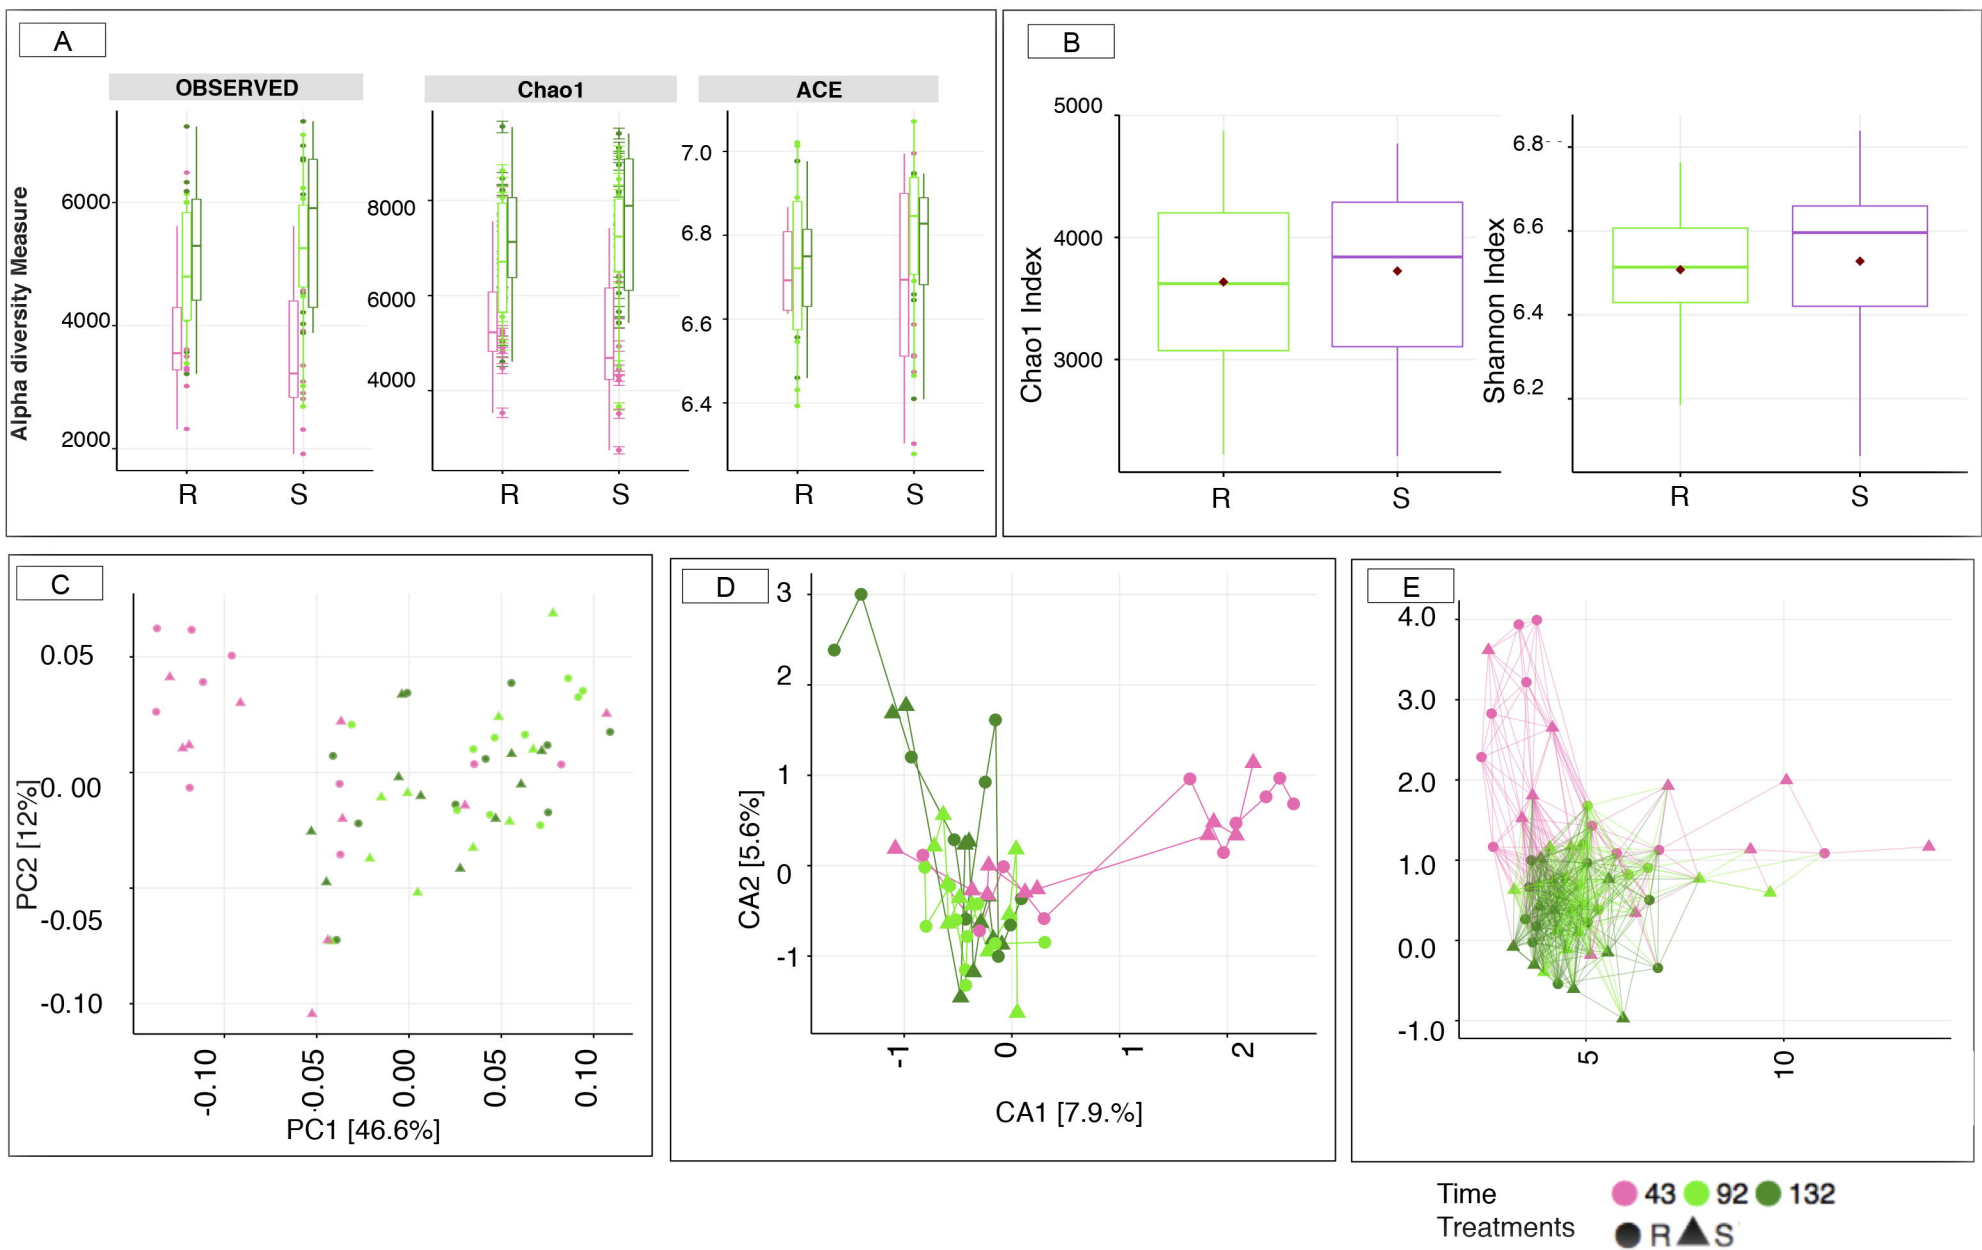 A
OBSERVED
Chao1
ACE
Alpha diversity Measure
6000
4000
2000
R
S
8000
6000
4000
R
S
7.0
6.8
6.6
6.4
R
S
B
Chao1 Index
5000
4000
3000
R
S
Shannon Index
6.8
6.6
6.4
6.2
R
S
C
PC2 [12%]
0.05
0.00
-0.05
-0.10
-0.10
-0.05
0.00
0.05
0.10
PC1 [46.6%]
D
CA2 [5.6%]
3
2
1
0
-1
-1
0
1
2
CA1 [7.9.%]
E
4.0
3.0
2.0
1.0
0.0
-1.0
5
10
Time 43 92 132
Treatments R S